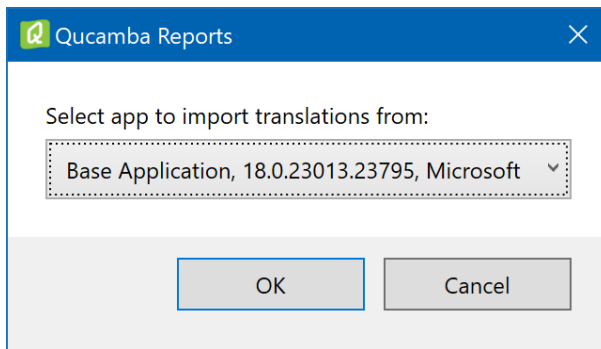 Qucamba Reports
Select app to import translations from:
Base Application, 18.0.23013.23795, Microsoft
OK
Cancel